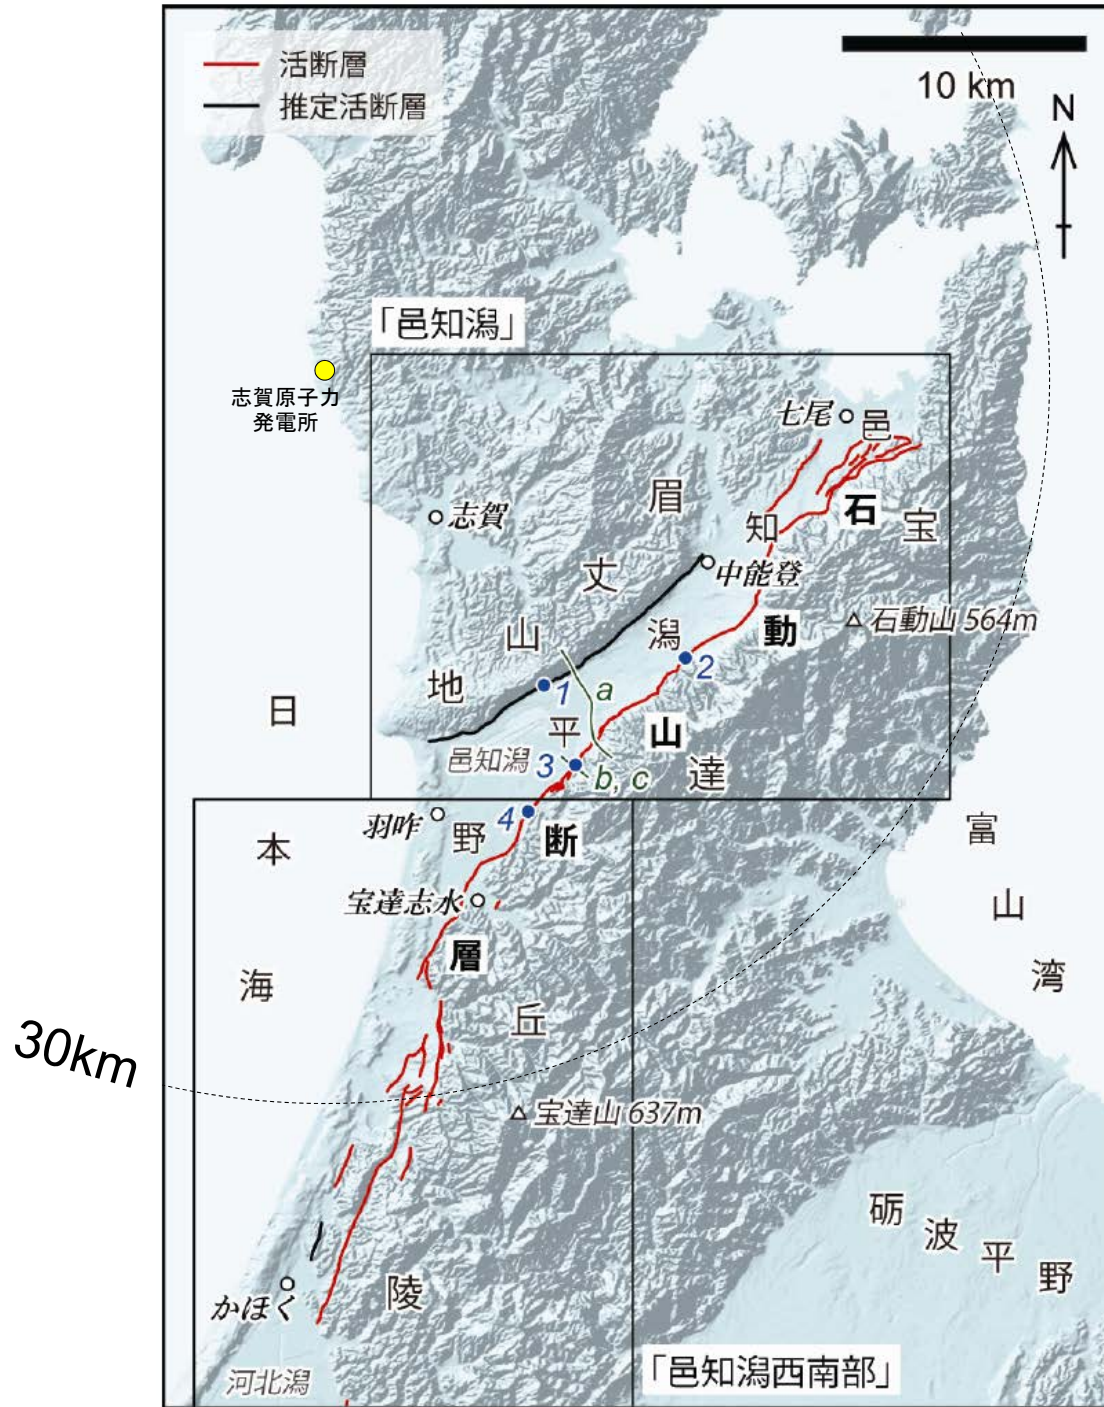 活断層
推定活断層
10 km
N
「邑知潟」
志賀原子力
発電所
七尾
邑
石
宝
志賀
眉
知
丈
中能登
動
石動山 564m
山
潟
地
1
2
a
日
平
山
達
邑知潟
3
b, c
4
羽咋
野
断
本
富
宝達志水
山
層
海
湾
丘
30km
宝達山 637m
砺
波
平
野
かほく
陵
河北潟
「邑知潟西南部」